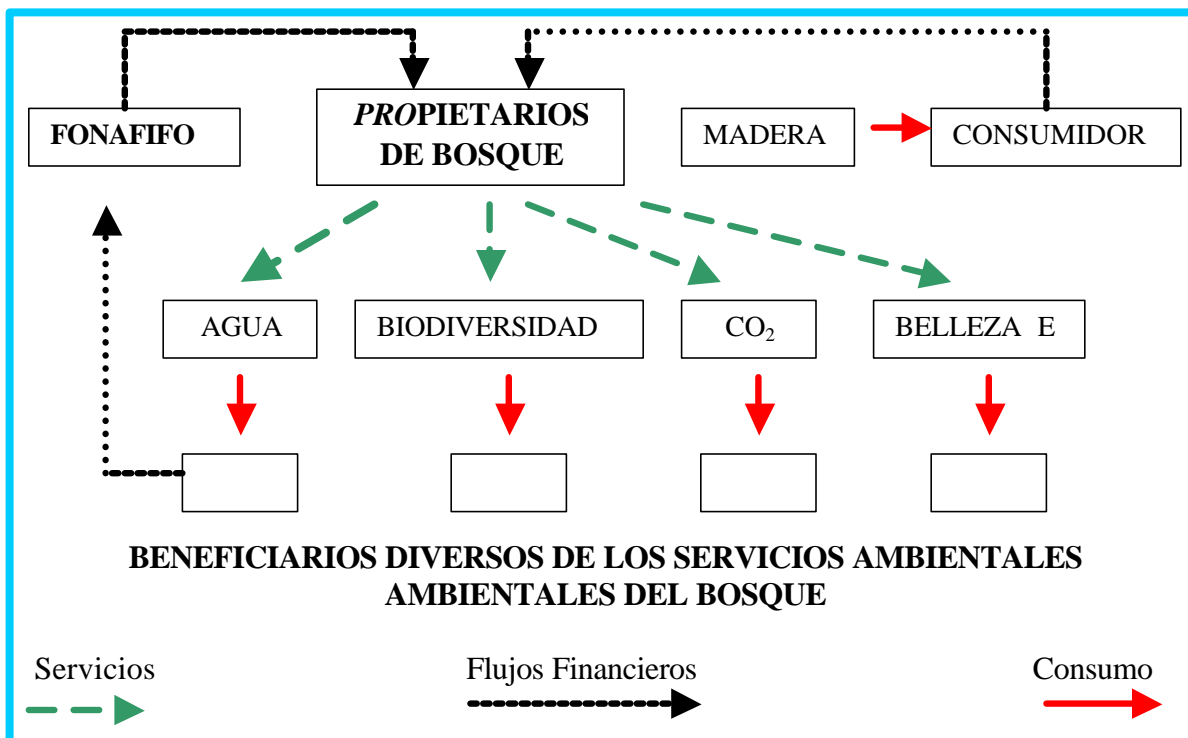 FONAFIFO
PROPIETARIOS
DE BOSQUE
MADERA
CONSUMIDOR
AGUA
BIODIVERSIDAD
CO₂
BELLEZA E
BENEFICIARIOS DIVERSOS DE LOS SERVICIOS AMBIENTALES
AMBIENTALES DEL BOSQUE
Servicios
Flujos Financieros
Consumo